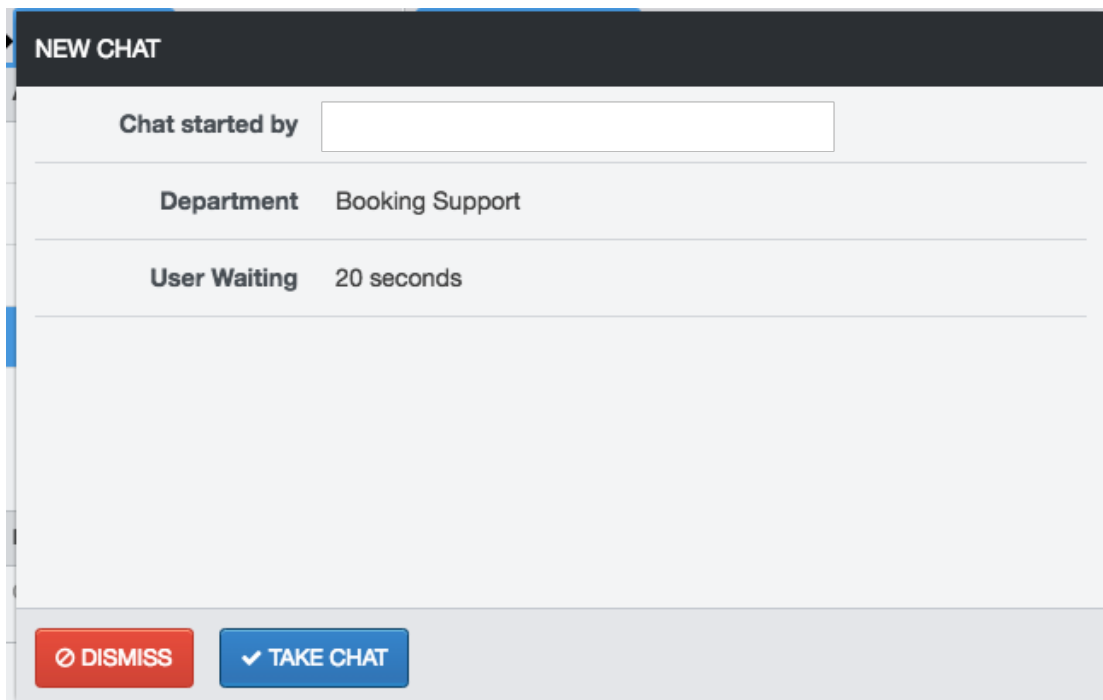 NEW CHAT
Chat started by
Department Booking Support
User Waiting 20 seconds
DISMISS
TAKE CHAT